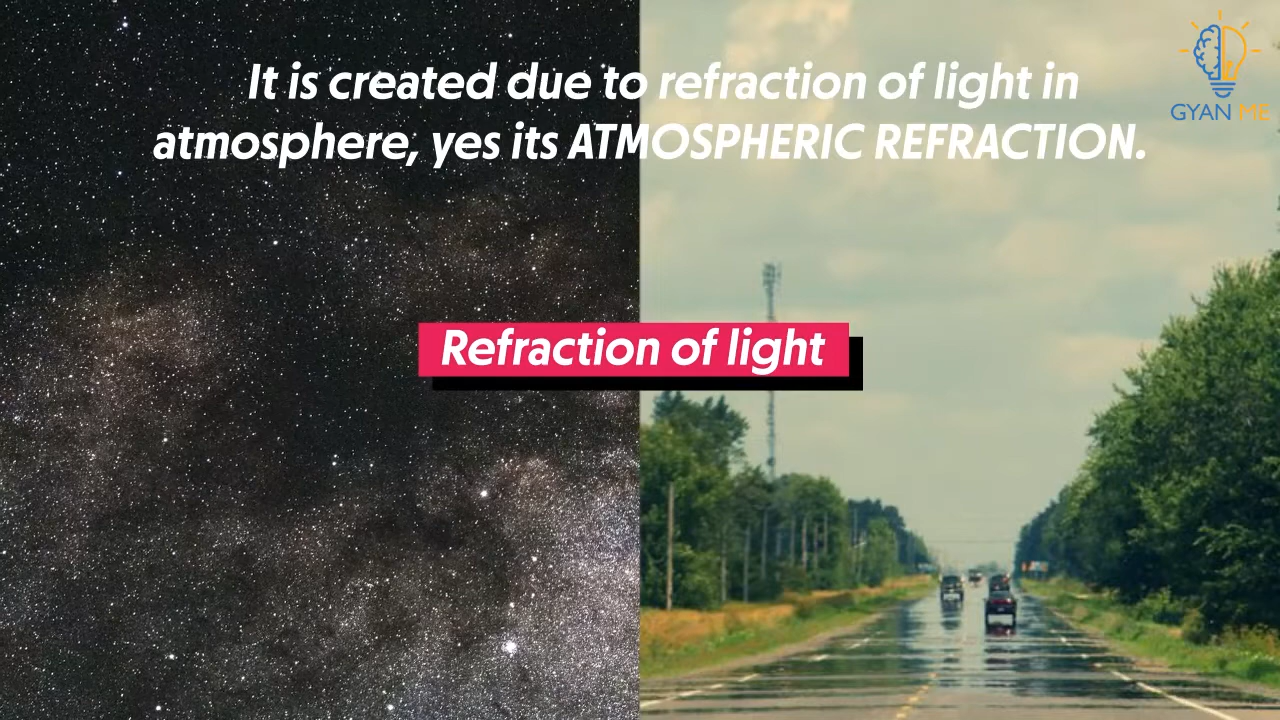 It is created due to refraction of light in
atmosphere, yes its ATMOSPHERIC REFRACTION.
GYAN ME
Refraction of light